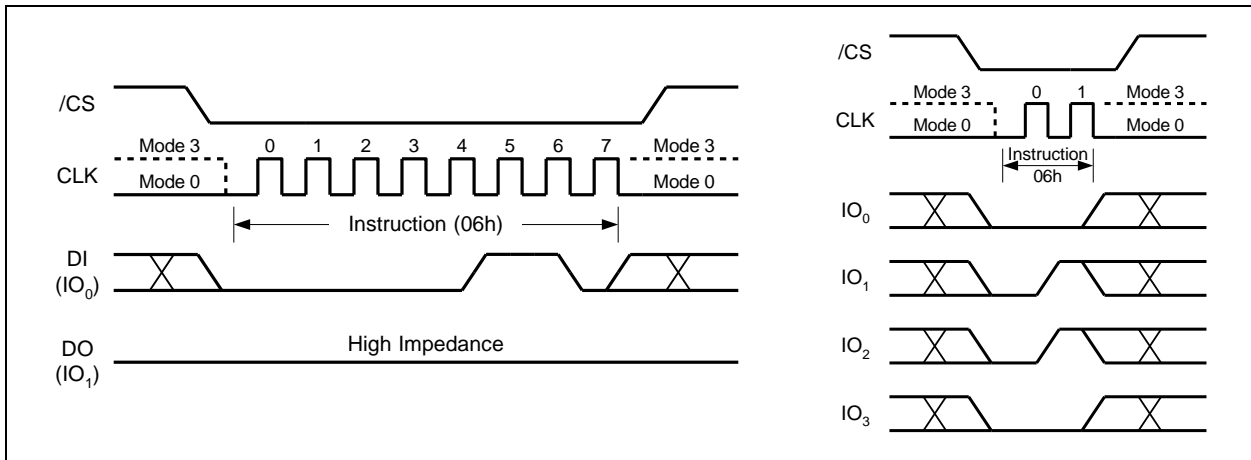 /CS
Mode 3
0 1 2 3 4 5 6 7
Mode 3
CLK
Mode 0
Mode 0
Instruction (06h)
DI
(IO₀)
High Impedance
DO
(IO₁)
/CS
Mode 3
0 1
Mode 3
CLK
Mode 0
Mode 0
Instruction
06h
IO₀
IO₁
IO₂
IO₃